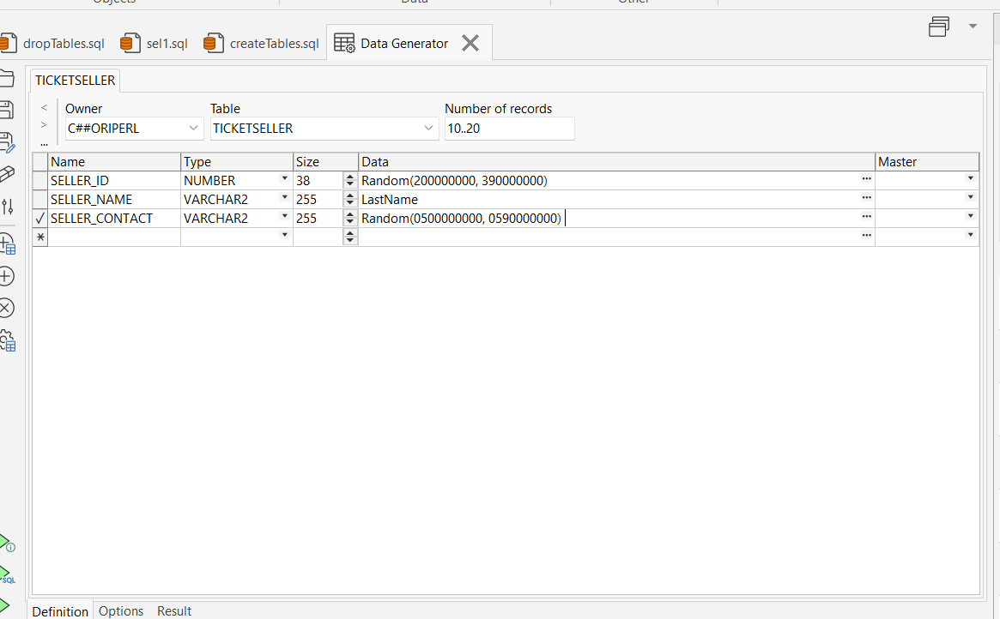 Objects Data Other
dropTables.sql sel1.sql createTables.sql Data Generator
TICKETSELLER
< Owner Table Number of records
> C##ORIPERL TICKETSELLER 10..20
...
Name Type Size Data Master
SELLER_ID NUMBER 38 Random(200000000, 390000000) ...
SELLER_NAME VARCHAR2 255 LastName ...
SELLER_CONTACT VARCHAR2 255 Random(0500000000, 0590000000) ...
* ...
SQL
Definition Options Result